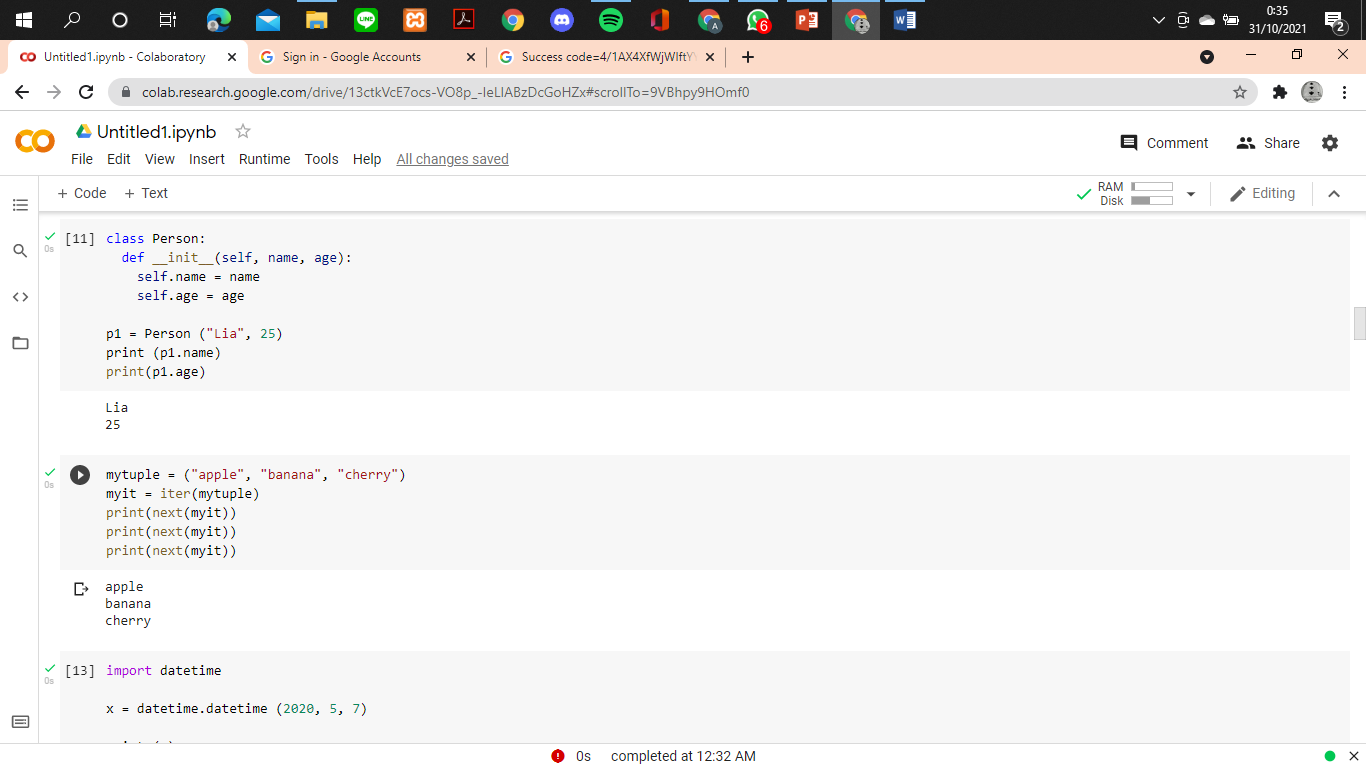 0:35
31/10/2021
6
2
Untitled1.ipynb - Colaboratory
Sign in - Google Accounts
Success code=4/1AX4XfWjWIftY
colab.research.google.com/drive/13ctkVcE7ocs-VO8p_-IeLIABzDcGoHZx#scrollTo=9VBhpy9HOmf0
Untitled1.ipynb
File Edit View Insert Runtime Tools Help All changes saved
Comment Share
+ Code + Text
RAM
Disk
Editing
[11] class Person:
def __init__(self, name, age):
self.name = name
self.age = age
p1 = Person ("Lia", 25)
print (p1.name)
print(p1.age)
0s
Lia
25
mytuple = ("apple", "banana", "cherry")
0s
myit = iter(mytuple)
print(next(myit))
print(next(myit))
print(next(myit))
apple
banana
cherry
[13] import datetime
0s
x = datetime.datetime (2020, 5, 7)
0s completed at 12:32 AM